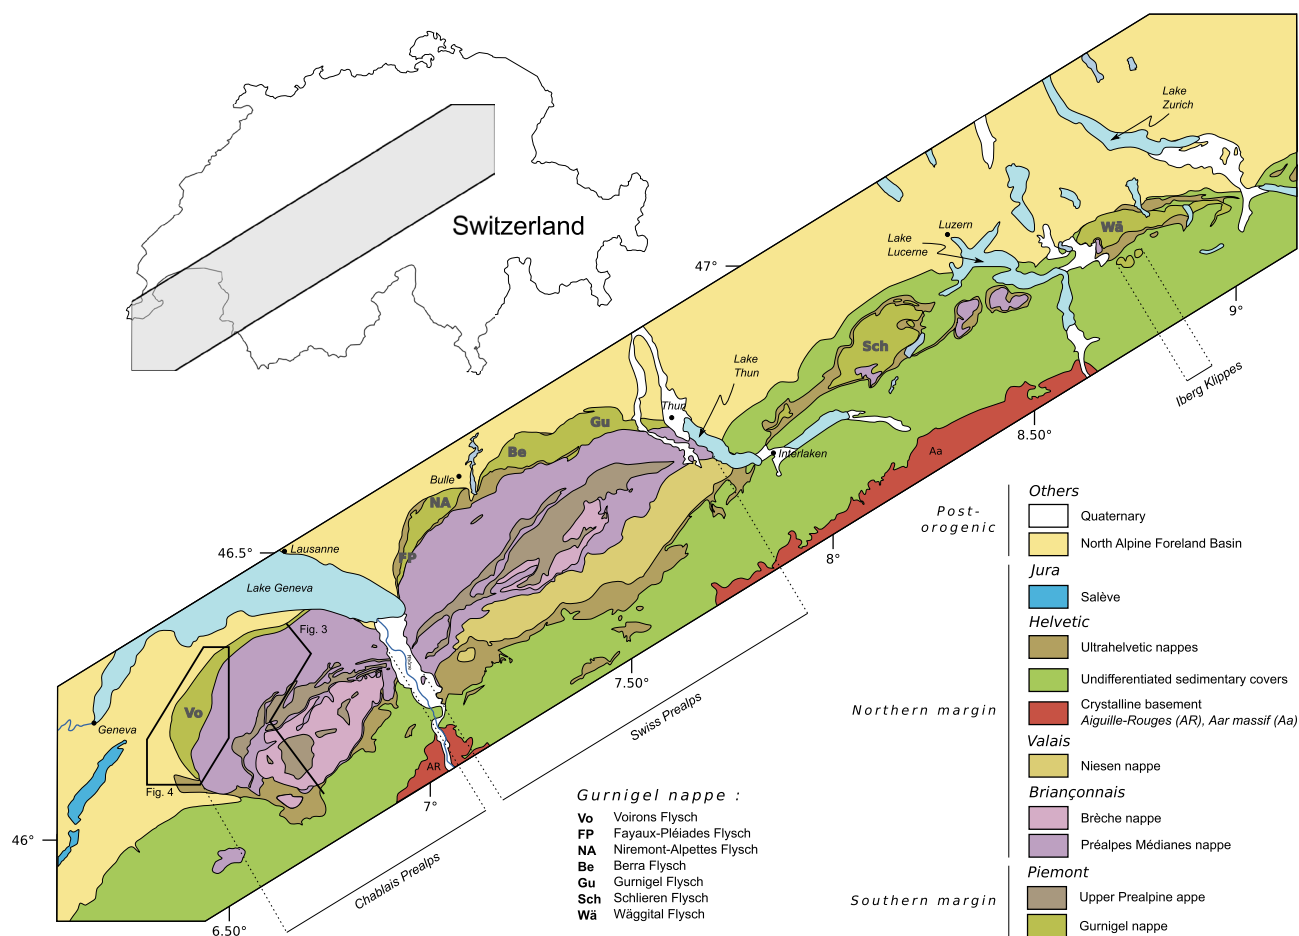 Switzerland
Lake
Zurich
Luzern
Lake
Lucerne
Wä
47°
9°
Sch
Lake
Thun
Iberg Klippes
Thun
Gu
Be
8.50°
Interlaken
Aa
Bulle
NA
FP
46.5°
Lausanne
8°
Lake Geneva
Fig. 3
Rhône
7.50°
Swiss Prealps
Vo
Geneva
AR
Fig. 4
7°
46°
Chablais Prealps
6.50°
Gurnigel nappe :
Vo Voirons Flysch
FP Fayaux-Pléiades Flysch
NA Niremont-Alpettes Flysch
Be Berra Flysch
Gu Gurnigel Flysch
Sch Schlieren Flysch
Wä Wäggital Flysch
Post-
orogenic
Others
Quaternary
North Alpine Foreland Basin
Northern margin
Jura
Salève
Helvetic
Ultrahelvetic nappes
Undifferentiated sedimentary covers
Crystalline basement
Aiguille-Rouges (AR), Aar massif (Aa)
Valais
Niesen nappe
Briançonnais
Brèche nappe
Préalpes Médianes nappe
Southern margin
Piemont
Upper Prealpine appe
Gurnigel nappe